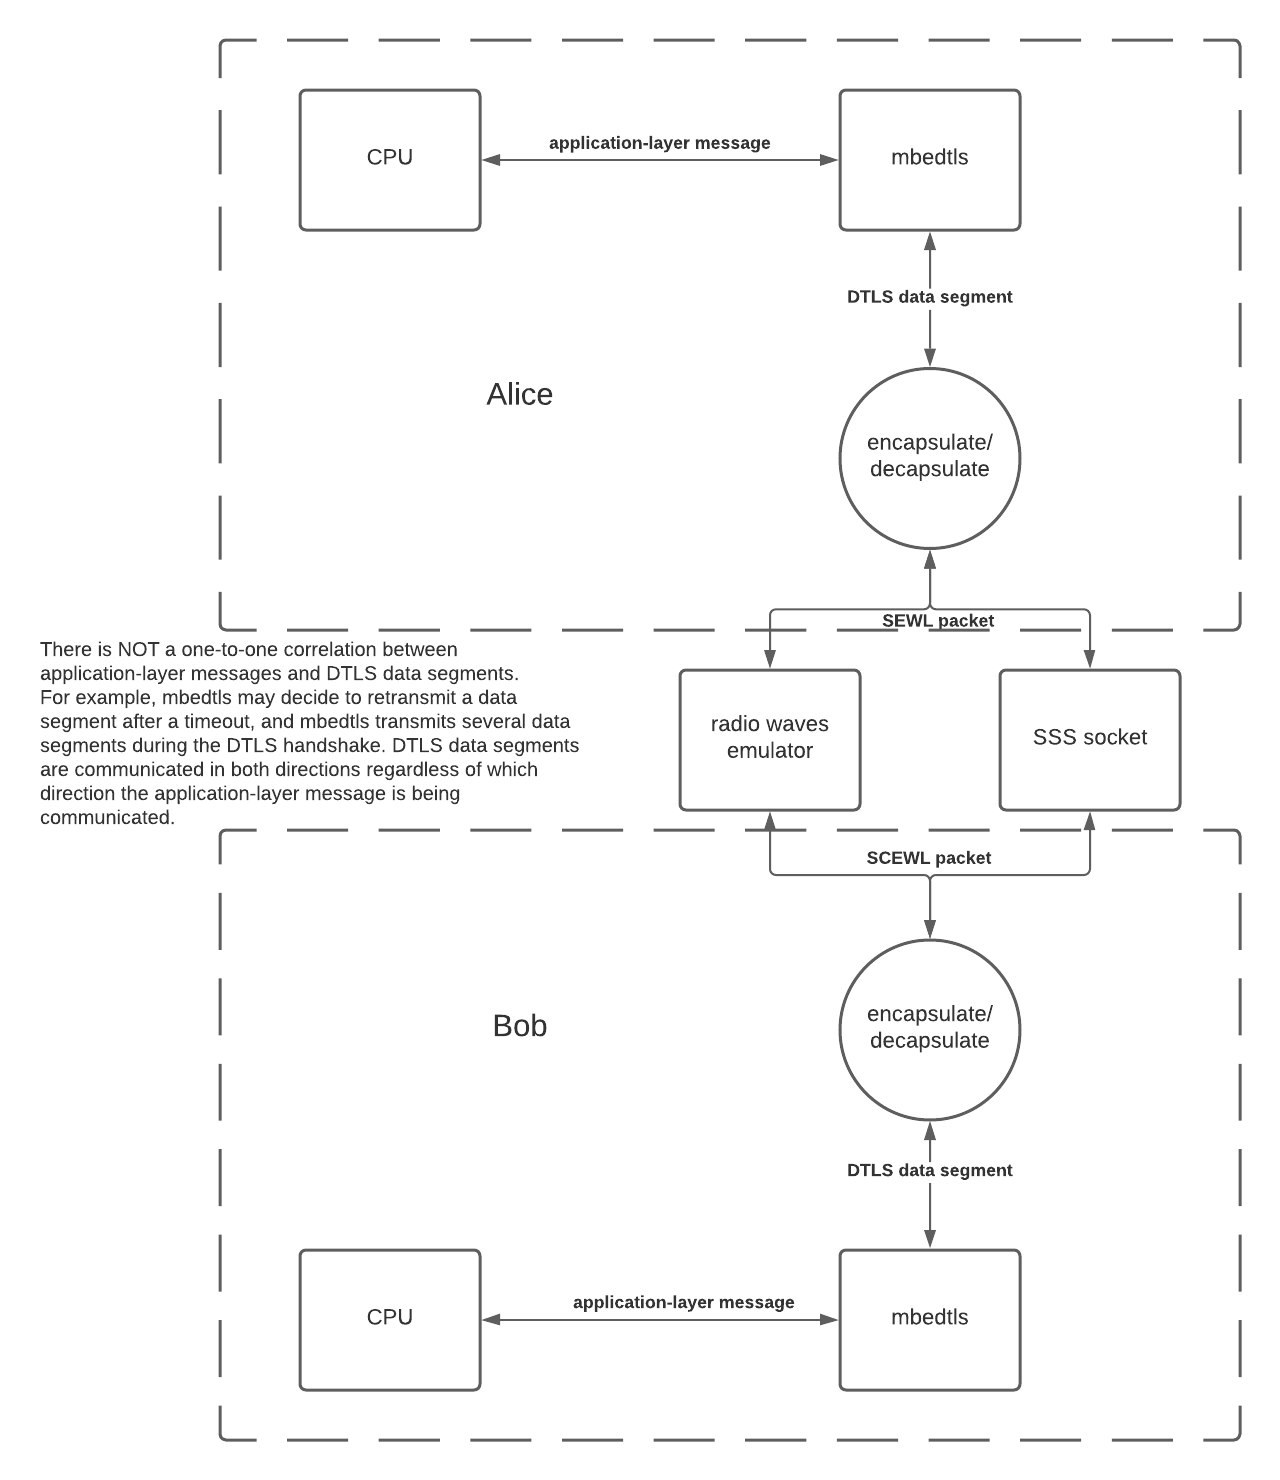 CPU
application-layer message
mbedtls
DTLS data segment
Alice
encapsulate/
decapsulate
SEWL packet
There is NOT a one-to-one correlation between
application-layer messages and DTLS data segments.
For example, mbedtls may decide to retransmit a data
segment after a timeout, and mbedtls transmits several data
segments during the DTLS handshake. DTLS data segments
are communicated in both directions regardless of which
direction the application-layer message is being
communicated.
radio waves
emulator
SSS socket
SCEWL packet
Bob
encapsulate/
decapsulate
DTLS data segment
CPU
application-layer message
mbedtls